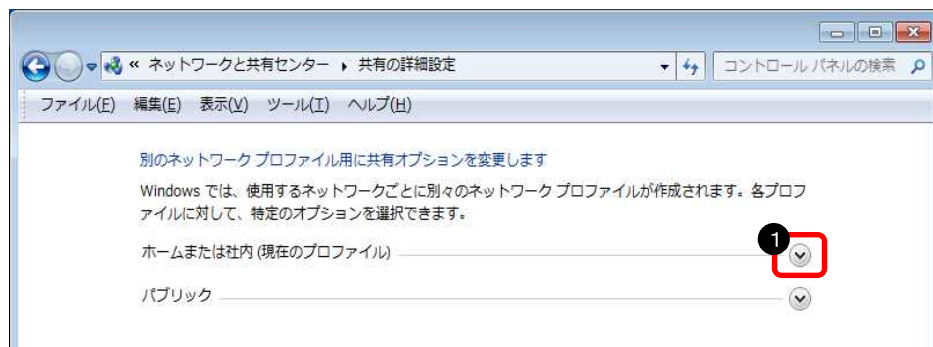 « ネットワークと共有センター ▸ 共有の詳細設定
コントロール パネルの検索
ファイル(F) 編集(E) 表示(V) ツール(T) ヘルプ(H)
別のネットワーク プロファイル用に共有オプションを変更します
Windows では、使用するネットワークごとに別々のネットワーク プロファイルが作成されます。各プロフ
ァイルに対して、特定のオプションを選択できます。
1
ホームまたは社内 (現在のプロファイル)
パブリック